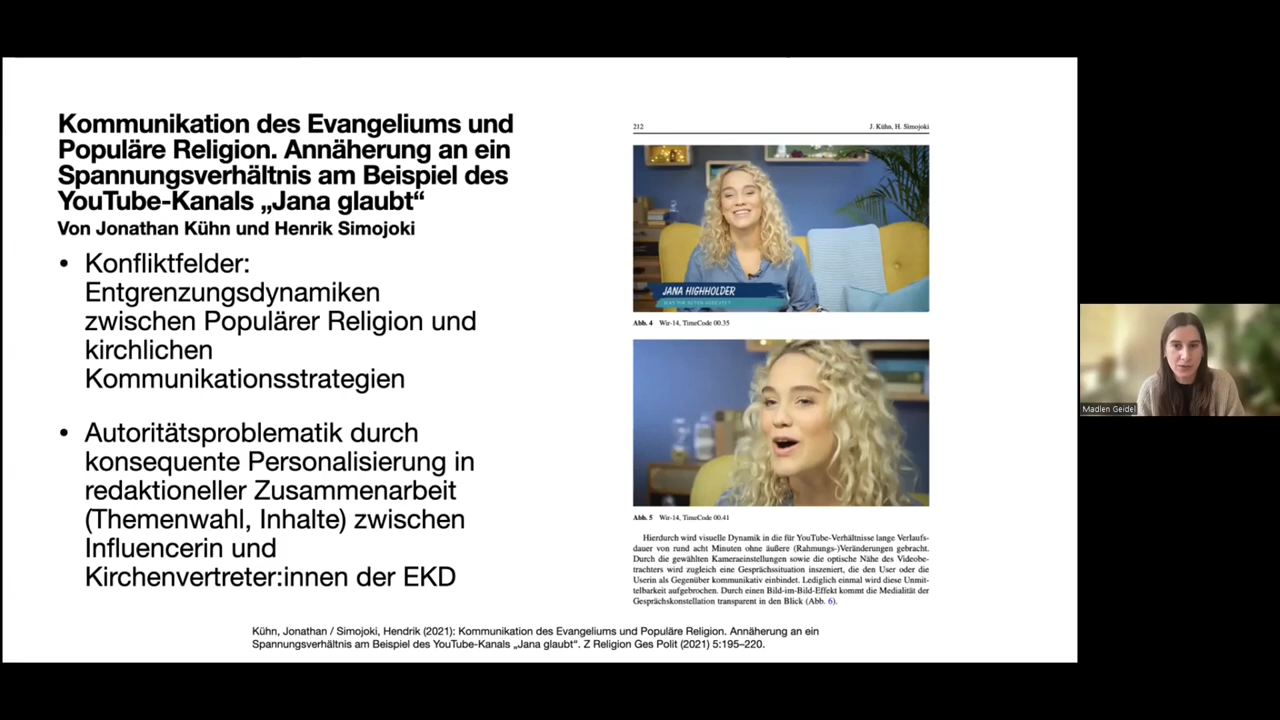 Kommunikation des Evangeliums und
Populäre Religion. Annäherung an ein
Spannungsverhältnis am Beispiel des
YouTube-Kanals „Jana glaubt“
Von Jonathan Kühn und Henrik Simojoki
• Konfliktfelder:
Entgrenzungsdynamiken
zwischen Populärer Religion und
kirchlichen
Kommunikationsstrategien
• Autoritätsproblematik durch
konsequente Personalisierung in
redaktioneller Zusammenarbeit
(Themenwahl, Inhalte) zwischen
Influencerin und
Kirchenvertreter:innen der EKD
212
J. Kühn, H. Simojoki
JANA HIGHHOLDER
Abb. 4 Wir-14, TimeCode 00.35
Abb. 5 Wir-14, TimeCode 00.41
Hierdurch wird visuelle Dynamik in die für YouTube-Verhältnisse lange Verlaufs-
dauer von rund acht Minuten ohne äußere (Rahmungs-)Veränderungen gebracht.
Durch die gewählten Kameraeinstellungen sowie die optische Nähe des Videobe-
trachters wird zugleich eine Gesprächssituation inszeniert, die den User oder die
Userin als Gegenüber kommunikativ einbindet. Lediglich einmal wird diese Unmit-
telbarkeit aufgebrochen. Durch einen Bild-im-Bild-Effekt kommt die Medialität der
Gesprächskonstellation transparent in den Blick (Abb. 6).
Kühn, Jonathan / Simojoki, Hendrik (2021): Kommunikation des Evangeliums und Populäre Religion. Annäherung an ein
Spannungsverhältnis am Beispiel des YouTube-Kanals „Jana glaubt“. Z Religion Ges Polit (2021) 5:195–220.
Madlen Geidel